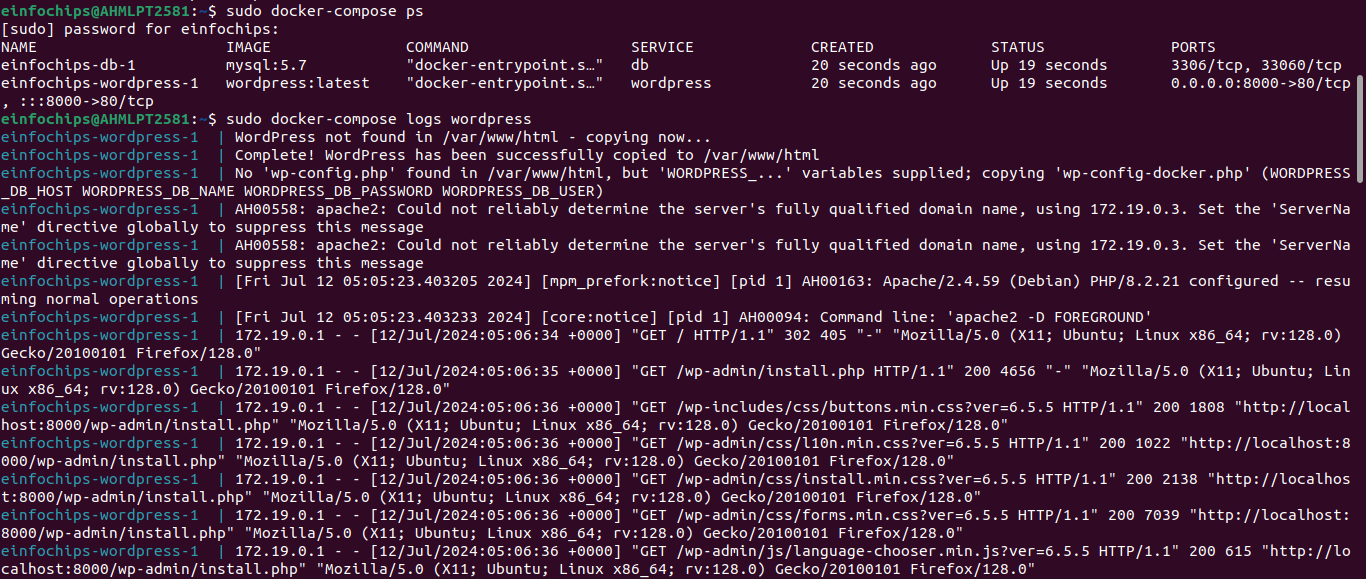 einfochips@AHMLPT2581:~$ sudo docker-compose ps
[sudo] password for einfochips:
NAME                     IMAGE               COMMAND                  SERVICE             CREATED             STATUS              PORTS
einfochips-db-1          mysql:5.7           "docker-entrypoint.s…"   db                  20 seconds ago      Up 19 seconds       3306/tcp, 33060/tcp
einfochips-wordpress-1   wordpress:latest    "docker-entrypoint.s…"   wordpress           20 seconds ago      Up 19 seconds       0.0.0.0:8000->80/tcp
, :::8000->80/tcp
einfochips@AHMLPT2581:~$ sudo docker-compose logs wordpress
einfochips-wordpress-1  | WordPress not found in /var/www/html - copying now...
einfochips-wordpress-1  | Complete! WordPress has been successfully copied to /var/www/html
einfochips-wordpress-1  | No 'wp-config.php' found in /var/www/html, but 'WORDPRESS_...' variables supplied; copying 'wp-config-docker.php' (WORDPRESS
_DB_HOST WORDPRESS_DB_NAME WORDPRESS_DB_PASSWORD WORDPRESS_DB_USER)
einfochips-wordpress-1  | AH00558: apache2: Could not reliably determine the server's fully qualified domain name, using 172.19.0.3. Set the 'ServerNa
me' directive globally to suppress this message
einfochips-wordpress-1  | AH00558: apache2: Could not reliably determine the server's fully qualified domain name, using 172.19.0.3. Set the 'ServerNa
me' directive globally to suppress this message
einfochips-wordpress-1  | [Fri Jul 12 05:05:23.403205 2024] [mpm_prefork:notice] [pid 1] AH00163: Apache/2.4.59 (Debian) PHP/8.2.21 configured -- resu
ming normal operations
einfochips-wordpress-1  | [Fri Jul 12 05:05:23.403233 2024] [core:notice] [pid 1] AH00094: Command line: 'apache2 -D FOREGROUND'
einfochips-wordpress-1  | 172.19.0.1 - - [12/Jul/2024:05:06:34 +0000] "GET / HTTP/1.1" 302 405 "-" "Mozilla/5.0 (X11; Ubuntu; Linux x86_64; rv:128.0)
Gecko/20100101 Firefox/128.0"
einfochips-wordpress-1  | 172.19.0.1 - - [12/Jul/2024:05:06:35 +0000] "GET /wp-admin/install.php HTTP/1.1" 200 4656 "-" "Mozilla/5.0 (X11; Ubuntu; Lin
ux x86_64; rv:128.0) Gecko/20100101 Firefox/128.0"
einfochips-wordpress-1  | 172.19.0.1 - - [12/Jul/2024:05:06:36 +0000] "GET /wp-includes/css/buttons.min.css?ver=6.5.5 HTTP/1.1" 200 1808 "http://local
host:8000/wp-admin/install.php" "Mozilla/5.0 (X11; Ubuntu; Linux x86_64; rv:128.0) Gecko/20100101 Firefox/128.0"
einfochips-wordpress-1  | 172.19.0.1 - - [12/Jul/2024:05:06:36 +0000] "GET /wp-admin/css/l10n.min.css?ver=6.5.5 HTTP/1.1" 200 1022 "http://localhost:8
000/wp-admin/install.php" "Mozilla/5.0 (X11; Ubuntu; Linux x86_64; rv:128.0) Gecko/20100101 Firefox/128.0"
einfochips-wordpress-1  | 172.19.0.1 - - [12/Jul/2024:05:06:36 +0000] "GET /wp-admin/css/install.min.css?ver=6.5.5 HTTP/1.1" 200 2138 "http://localhos
t:8000/wp-admin/install.php" "Mozilla/5.0 (X11; Ubuntu; Linux x86_64; rv:128.0) Gecko/20100101 Firefox/128.0"
einfochips-wordpress-1  | 172.19.0.1 - - [12/Jul/2024:05:06:36 +0000] "GET /wp-admin/css/forms.min.css?ver=6.5.5 HTTP/1.1" 200 7039 "http://localhost:
8000/wp-admin/install.php" "Mozilla/5.0 (X11; Ubuntu; Linux x86_64; rv:128.0) Gecko/20100101 Firefox/128.0"
einfochips-wordpress-1  | 172.19.0.1 - - [12/Jul/2024:05:06:36 +0000] "GET /wp-admin/js/language-chooser.min.js?ver=6.5.5 HTTP/1.1" 200 615 "http://lo
calhost:8000/wp-admin/install.php" "Mozilla/5.0 (X11; Ubuntu; Linux x86_64; rv:128.0) Gecko/20100101 Firefox/128.0"